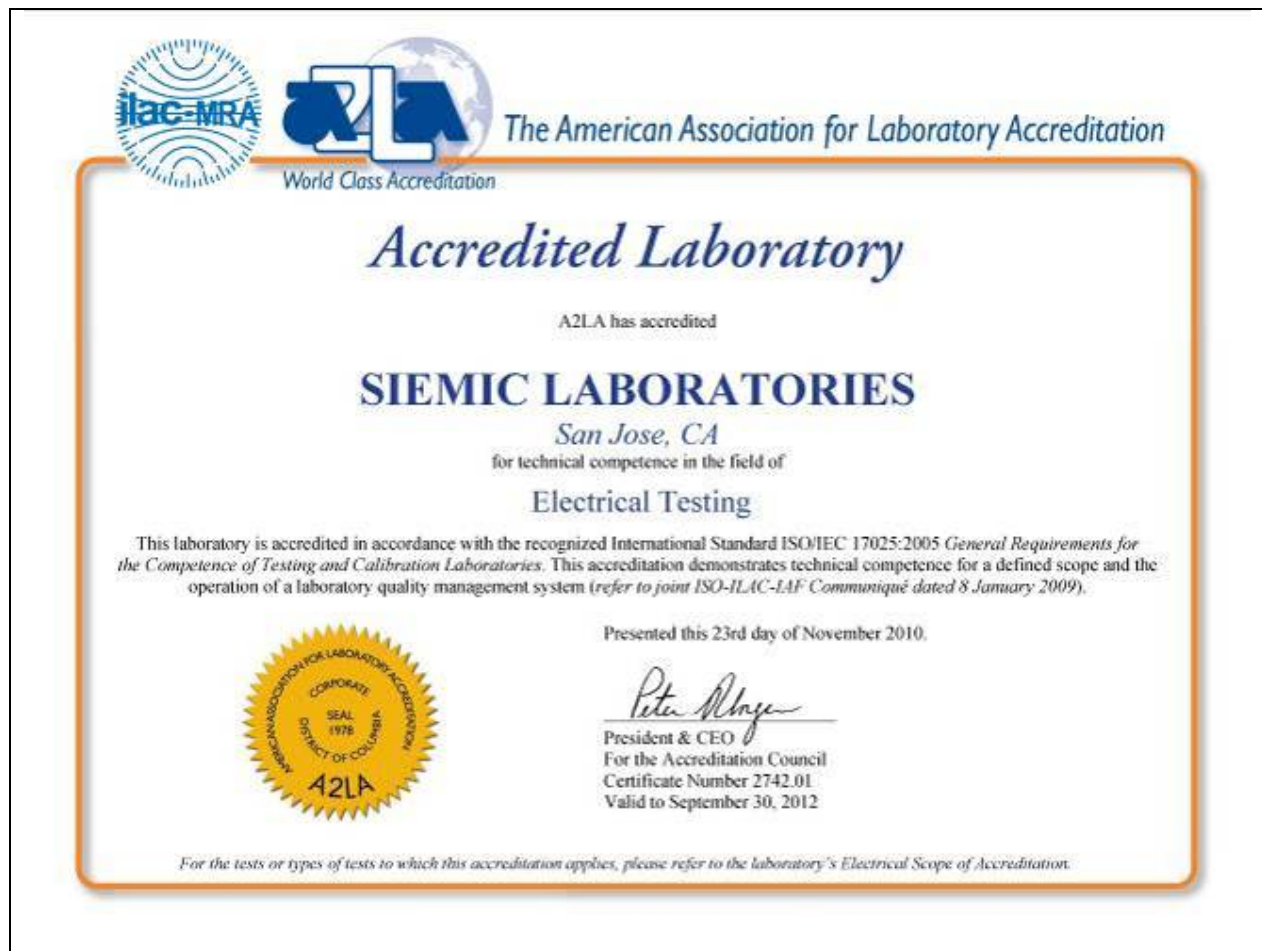 ilac-MRA
a2la
The American Association for Laboratory Accreditation
World Class Accreditation
Accredited Laboratory
A2LA has accredited
SIEMIC LABORATORIES
San Jose, CA
for technical competence in the field of
Electrical Testing
This laboratory is accredited in accordance with the recognized International Standard ISO/IEC 17025:2005 General Requirements for
the Competence of Testing and Calibration Laboratories. This accreditation demonstrates technical competence for a defined scope and the
operation of a laboratory quality management system (refer to joint ISO-ILAC-IAF Communiqué dated 8 January 2009).
Presented this 23rd day of November 2010.
AMERICAN ASSOCIATION FOR LABORATORY ACCREDITATION
CORPORATE
SEAL
1978
DISTRICT OF COLUMBIA
A2LA
President & CEO
For the Accreditation Council
Certificate Number 2742.01
Valid to September 30, 2012
For the tests or types of tests to which this accreditation applies, please refer to the laboratory's Electrical Scope of Accreditation.